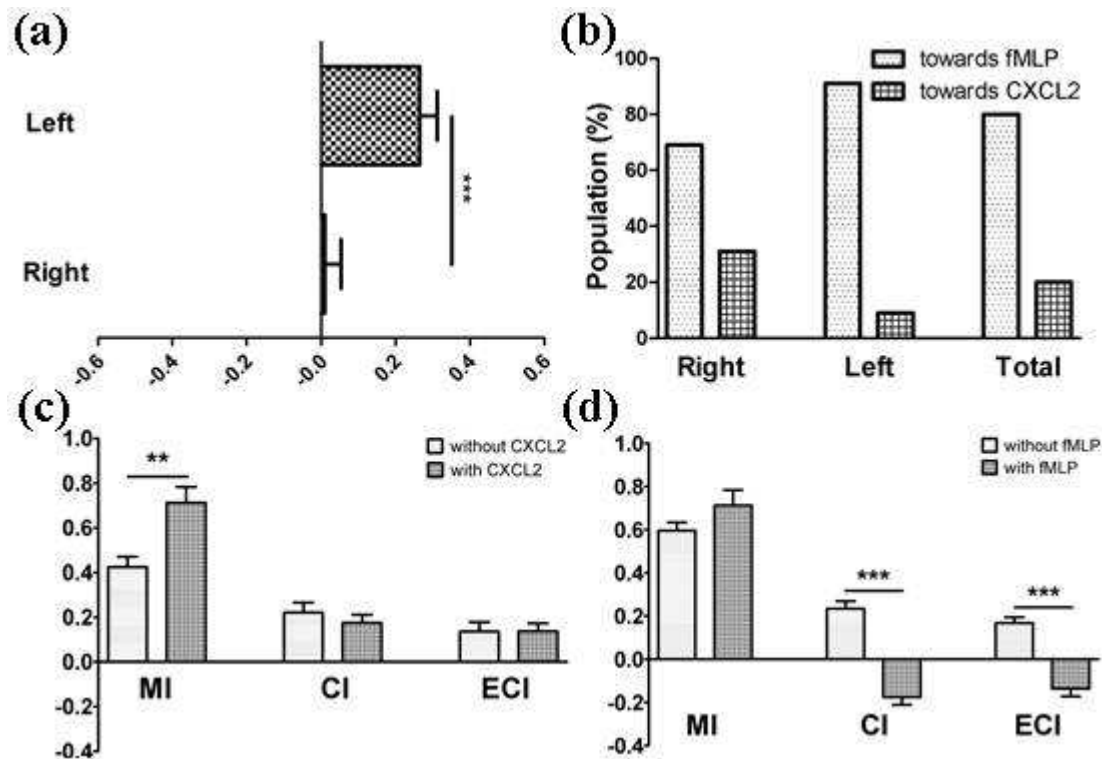 (a)
Left
***
Right
-0.6
-0.4
-0.2
-0.0
0.2
0.4
0.6
(b)
towards fMLP
towards CXCL2
Population (%)
100
80
60
40
20
0
Right Left Total
(c)
without CXCL2
with CXCL2
1.0
0.8
0.6
0.4
0.2
0.0
-0.2
-0.4
**
MI CI ECI
(d)
without fMLP
with fMLP
1.0
0.8
0.6
0.4
0.2
0.0
-0.2
-0.4
***
***
MI CI ECI